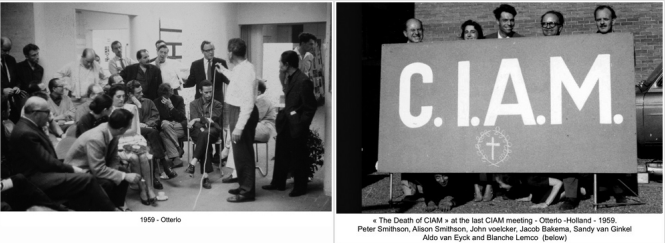 C.I.A.M.
1959 - Otterlo
« The Death of CIAM » at the last CIAM meeting - Otterlo -Holland - 1959.
Peter Smithson, Alison Smithson, John voelcker, Jacob Bakema, Sandy van Ginkel
Aldo van Eyck and Blanche Lemco  (below)